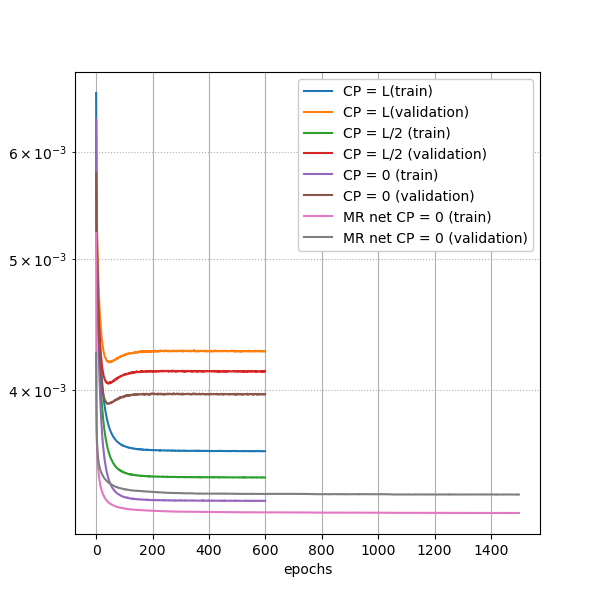 CP = L(train)
CP = L(validation)
CP = L/2 (train)
CP = L/2 (validation)
CP = 0 (train)
CP = 0 (validation)
MR net CP = 0 (train)
MR net CP = 0 (validation)
6 × 10⁻³
5 × 10⁻³
4 × 10⁻³
0 200 400 600 800 1000 1200 1400
epochs